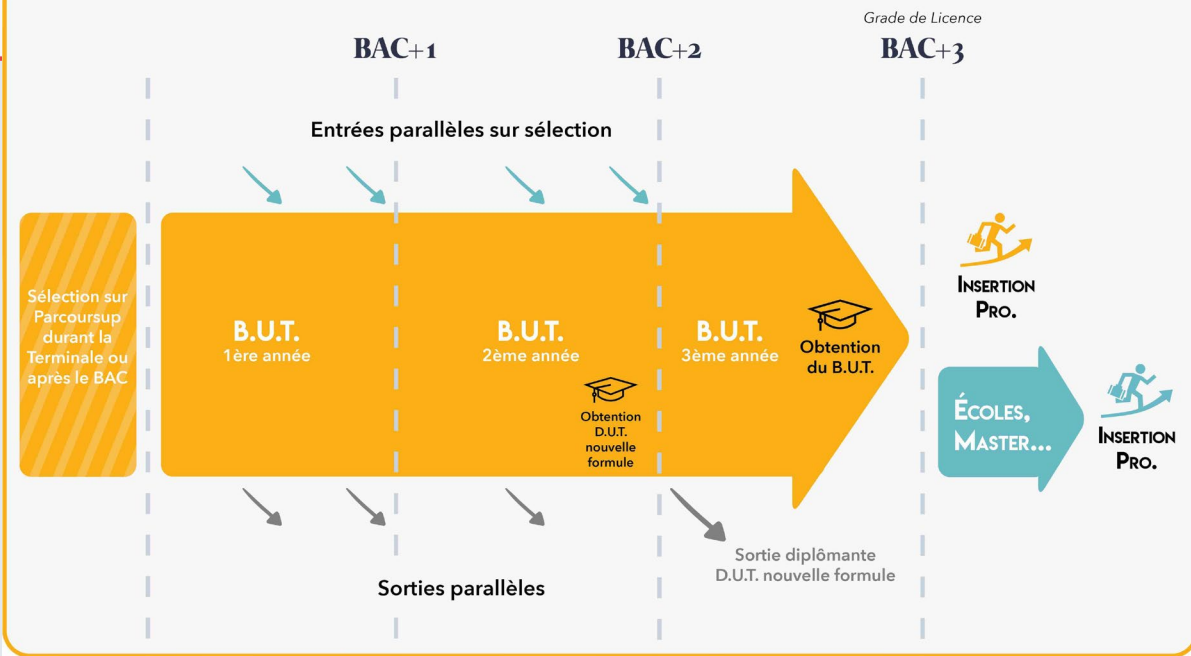 Grade de Licence
BAC+1
BAC+2
BAC+3
Entrées parallèles sur sélection
Sélection sur
Parcoursup
durant la
Terminale ou
après le BAC
B.U.T.
1ère année
B.U.T.
2ème année
Obtention
D.U.T.
nouvelle
formule
B.U.T.
3ème année
Obtention
du B.U.T.
INSERTION
PRO.
ÉCOLES,
MASTER...
INSERTION
PRO.
Sortie diplômante
D.U.T. nouvelle formule
Sorties parallèles